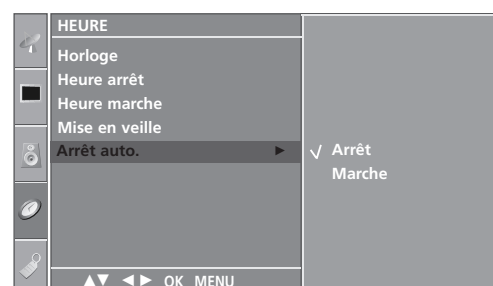 HEURE
Horloge
Heure arrêt
Heure marche
Mise en veille
Arrêt auto. ►
√ Arrêt
Marche
▲▼ ◄► OK MENU